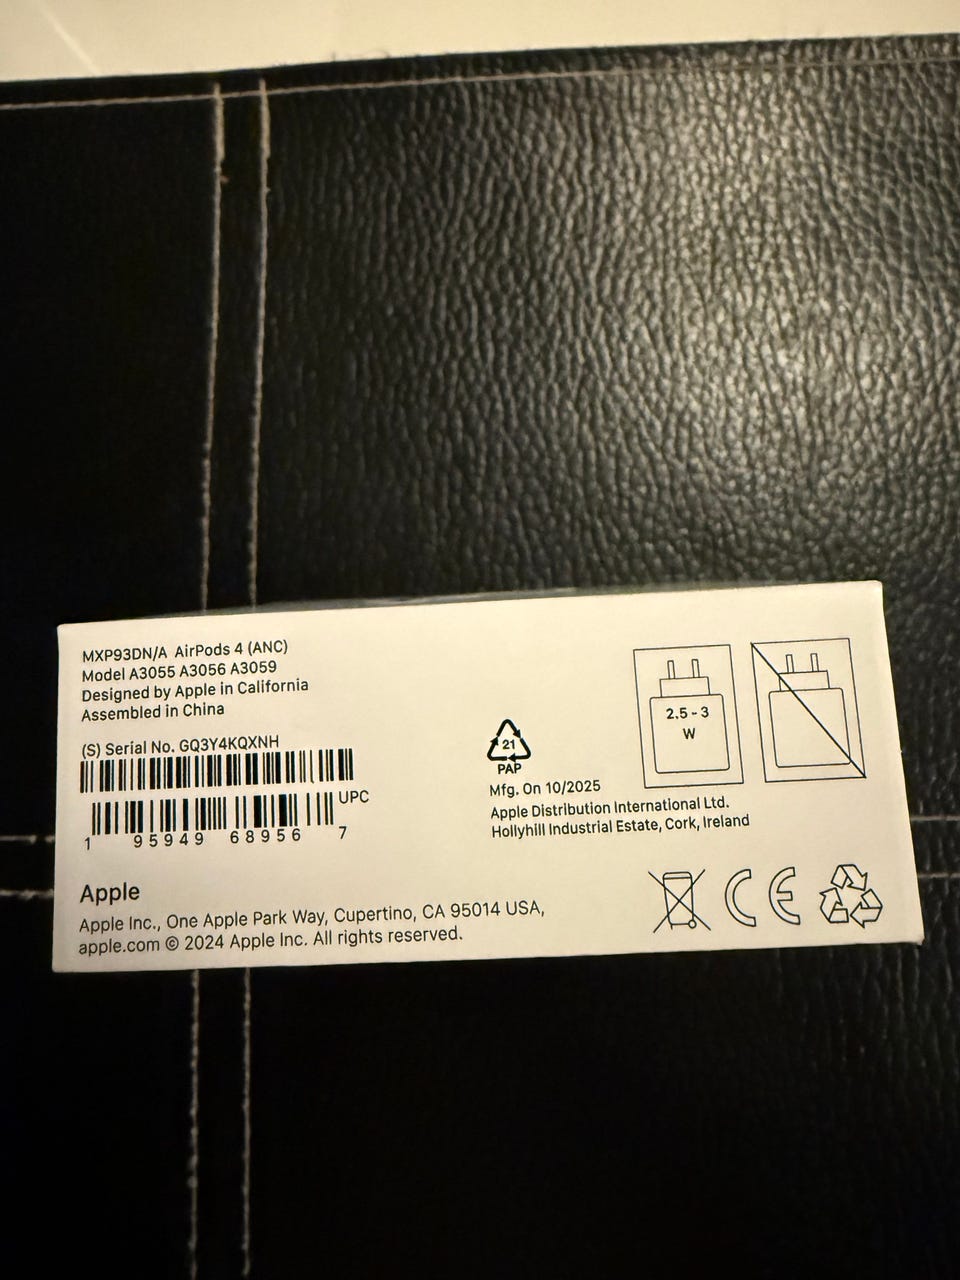 MXP93DN/A AirPods 4 (ANC)
Model A3055 A3056 A3059
Designed by Apple in California
Assembled in China
(S) Serial No. GQ3Y4KQXNH
UPC
1 95949 68956 7
Apple
Apple Inc., One Apple Park Way, Cupertino, CA 95014 USA,
apple.com © 2024 Apple Inc. All rights reserved.
21
PAP
Mfg. On 10/2025
Apple Distribution International Ltd.
Hollyhill Industrial Estate, Cork, Ireland
2.5 - 3
W
CE